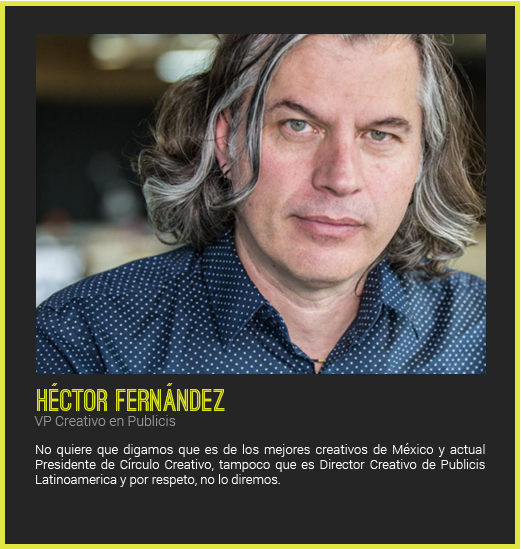 HÉCTOR FERNÁNDEZ
VP Creativo en Publicis
No quiere que digamos que es de los mejores creativos de México y actual
Presidente de Círculo Creativo, tampoco que es Director Creativo de Publicis
Latinoamerica y por respeto, no lo diremos.